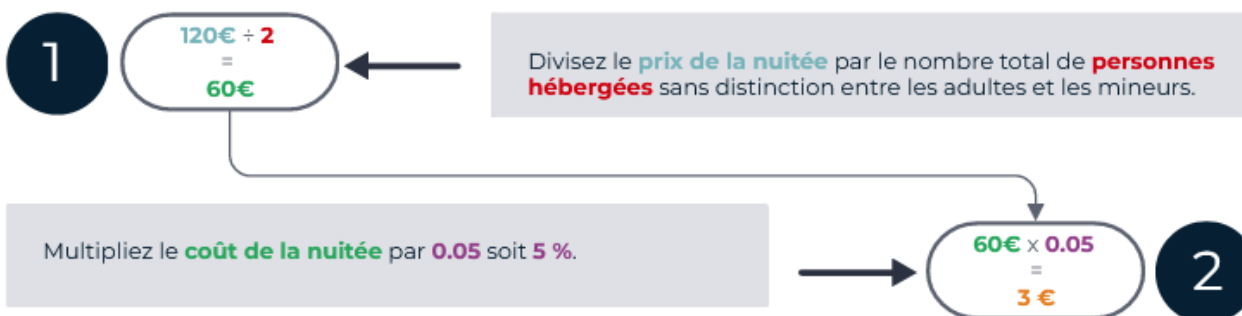 1
120€ ÷ 2
=
60€
Divisez le prix de la nuitée par le nombre total de personnes
hébergées sans distinction entre les adultes et les mineurs.
Multipliez le coût de la nuitée par 0.05 soit 5 %.
60€ x 0.05
=
3 €
2